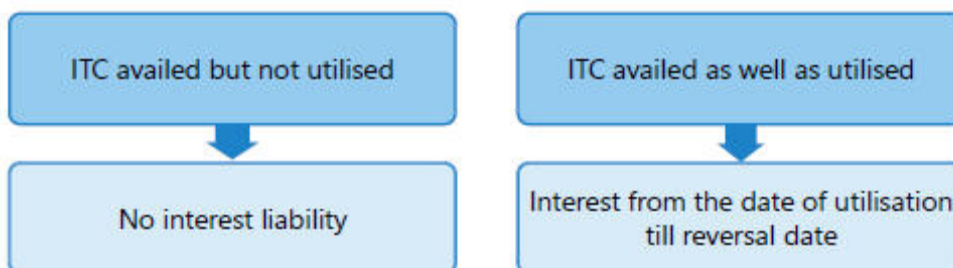 ITC availed but not utilised
No interest liability
ITC availed as well as utilised
Interest from the date of utilisation
till reversal date